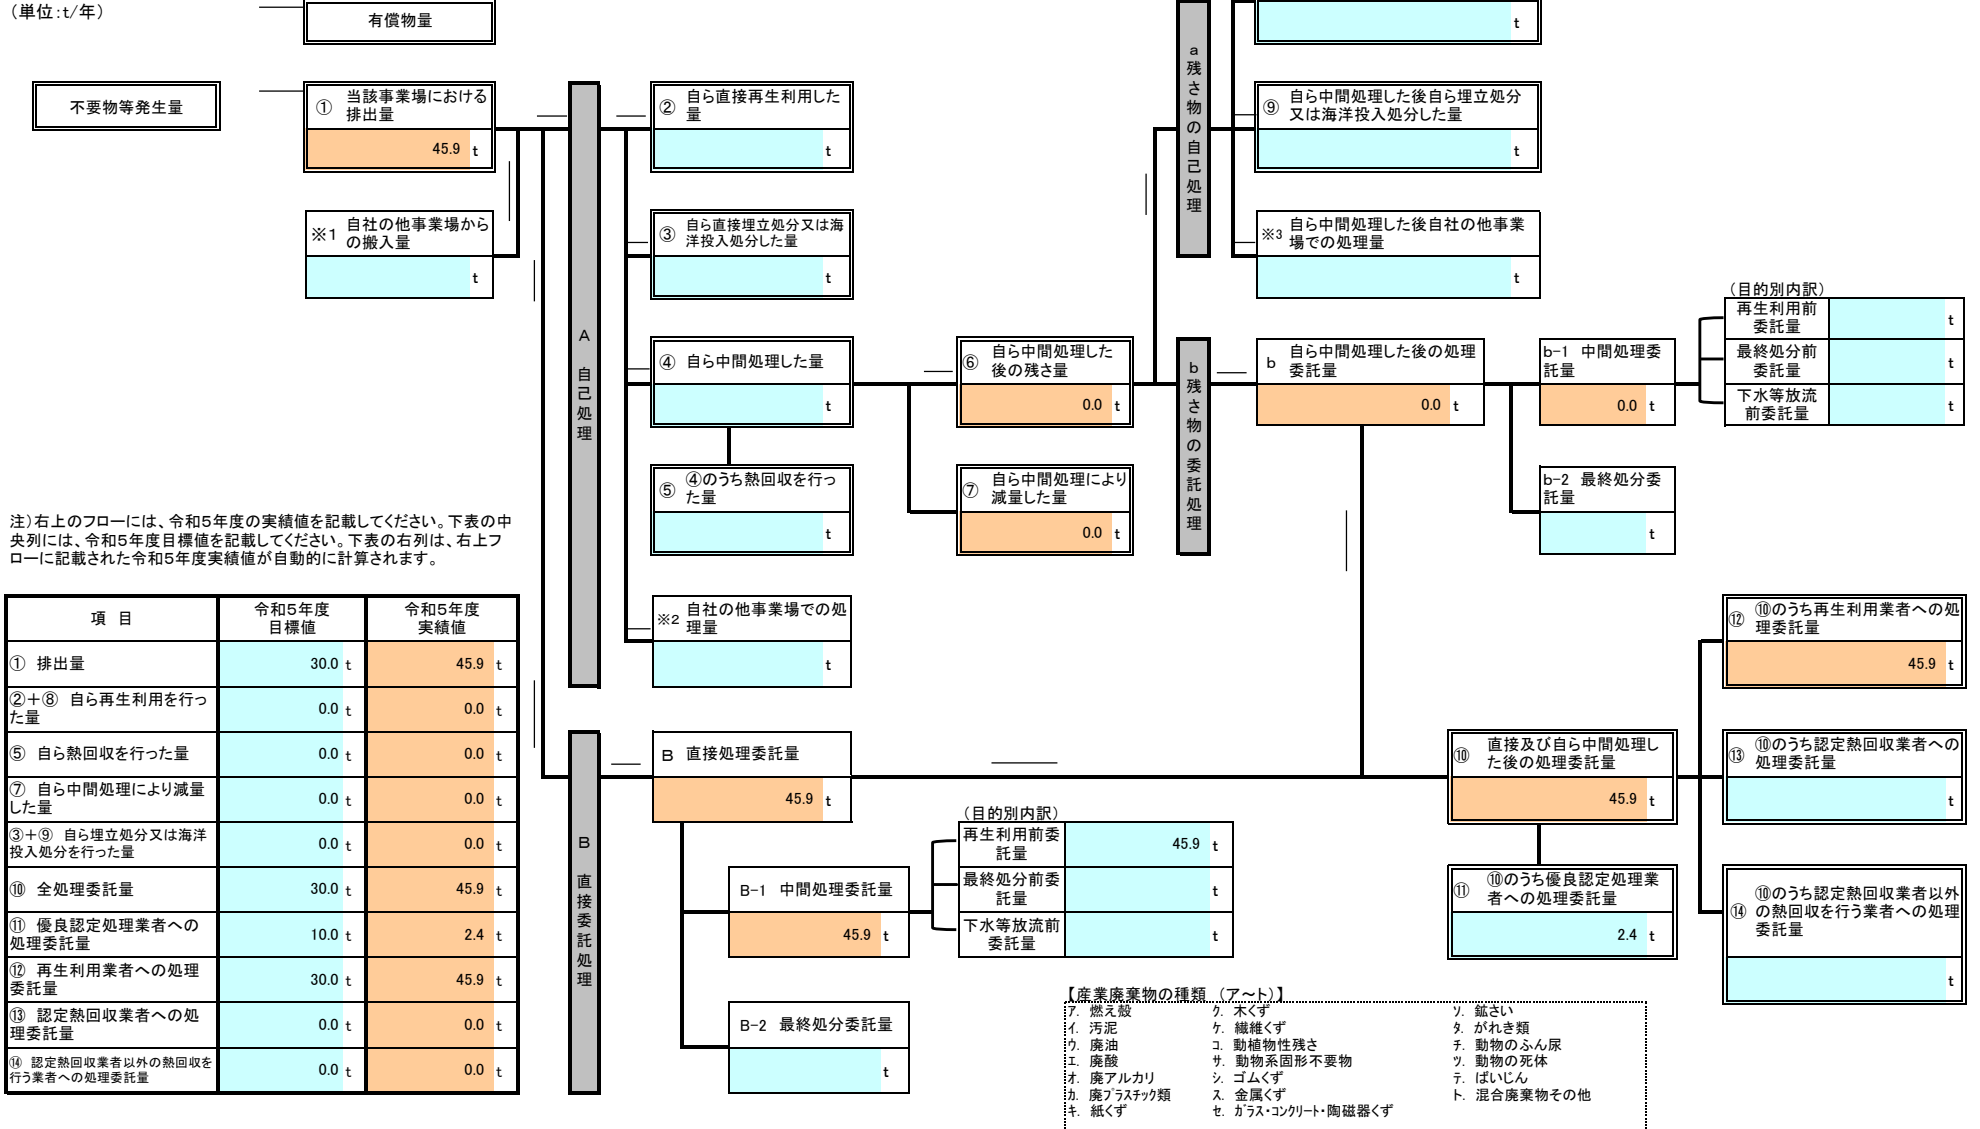 （単位:t/年）
有償物量
t
不要物等発生量
① 当該事業場における
排出量
45.9 t
※1 自社の他事業場から
の搬入量
t
A 自己処理
② 自ら直接再生利用した
量
t
③ 自ら直接埋立処分又は海
洋投入処分した量
t
④ 自ら中間処理した量
t
⑤ ④のうち熱回収を行っ
た量
t
※2 自社の他事業場での処
理量
t
⑥ 自ら中間処理した
後の残さ量
0.0 t
⑦ 自ら中間処理により
減量した量
0.0 t
a残さ物の自己処理
⑨ 自ら中間処理した後自ら埋立処分
又は海洋投入処分した量
t
※3 自ら中間処理した後自社の他事業
場での処理量
t
b残さ物の委託処理
b 自ら中間処理した後の処理
委託量
0.0 t
b-1 中間処理委
託量
0.0 t
b-2 最終処分委
託量
t
（目的別内訳）
再生利用前
委託量 t
最終処分前
委託量 t
下水等放流
前委託量 t
注）右上のフローには、令和5年度の実績値を記載してください。下表の中
央列には、令和5年度目標値を記載してください。下表の右列は、右上フ
ローに記載された令和5年度実績値が自動的に計算されます。
項 目 令和5年度 令和5年度
目標値 実績値
① 排出量 30.0 t 45.9 t
②＋⑧ 自ら再生利用を行っ
た量 0.0 t 0.0 t
⑤ 自ら熱回収を行った量 0.0 t 0.0 t
⑦ 自ら中間処理により減量
した量 0.0 t 0.0 t
③＋⑨ 自ら埋立処分又は海洋
投入処分を行った量 0.0 t 0.0 t
⑩ 全処理委託量 30.0 t 45.9 t
⑪ 優良認定処理業者への
処理委託量 10.0 t 2.4 t
⑫ 再生利用業者への処理
委託量 30.0 t 45.9 t
⑬ 認定熱回収業者への処
理委託量 0.0 t 0.0 t
⑭ 認定熱回収業者以外の熱回収を
行う業者への処理委託量 0.0 t 0.0 t
B 直接委託処理
B 直接処理委託量
45.9 t
B-1 中間処理委託量
45.9 t
B-2 最終処分委託量
t
（目的別内訳）
再生利用前委
託量 45.9 t
最終処分前委
託量 t
下水等放流前
委託量 t
⑩ 直接及び自ら中間処理し
た後の処理委託量
45.9 t
⑪ ⑩のうち優良認定処理業
者への処理委託量
2.4 t
⑫ ⑩のうち再生利用業者への処
理委託量
45.9 t
⑬ ⑩のうち認定熱回収業者への
処理委託量
t
⑭ ⑩のうち認定熱回収業者以外
の熱回収を行う業者への処理
委託量
t
【産業廃棄物の種類 （ア～ト）】
ア. 燃え殻 ク. 木くず ソ. 鉱さい
イ. 汚泥 ケ. 繊維くず タ. がれき類
ウ. 廃油 コ. 動植物性残さ チ. 動物のふん尿
エ. 廃酸 サ. 動物系固形不要物 ツ. 動物の死体
オ. 廃アルカリ シ. ゴムくず テ. ばいじん
カ. 廃プラスチック類 ス. 金属くず ト. 混合廃棄物その他
キ. 紙くず セ. ガラス・コンクリート・陶磁器くず